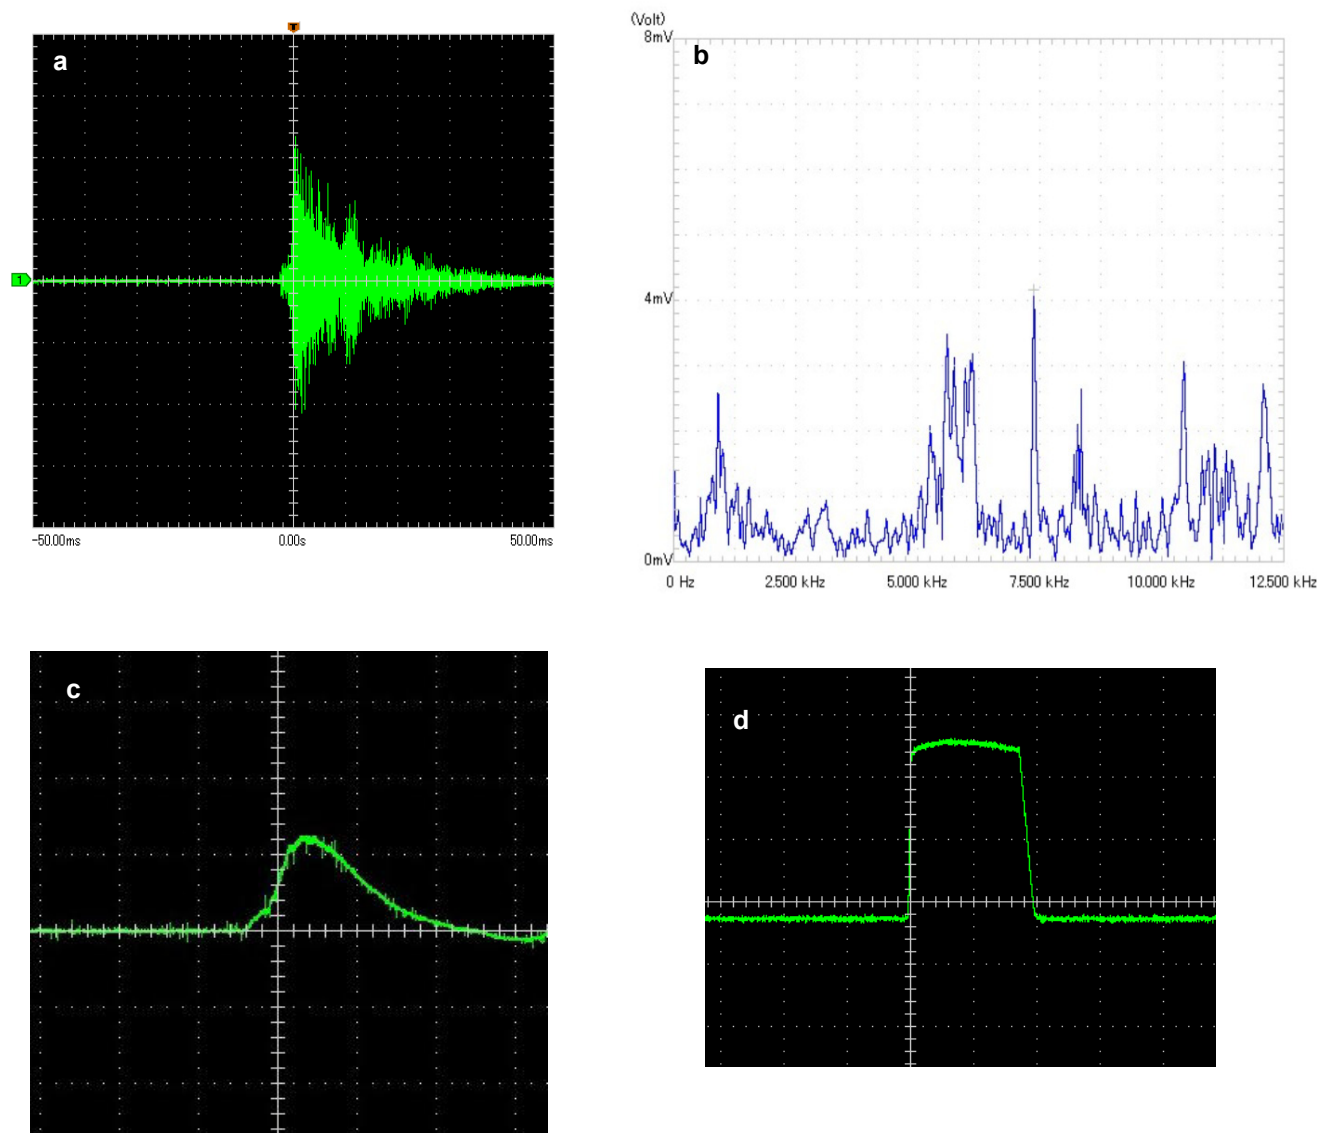 T
a
1
−50.00ms 0.00s 50.00ms
(Volt)
b
8mV
4mV
0mV
0 Hz 2.500 kHz 5.000 kHz 7.500 kHz 10.000 kHz 12.500 kHz
c
d